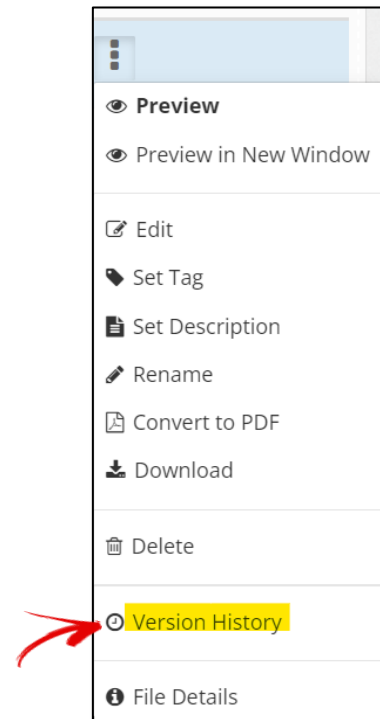 Preview
Preview in New Window
Edit
Set Tag
Set Description
Rename
Convert to PDF
Download
Delete
Version History
File Details